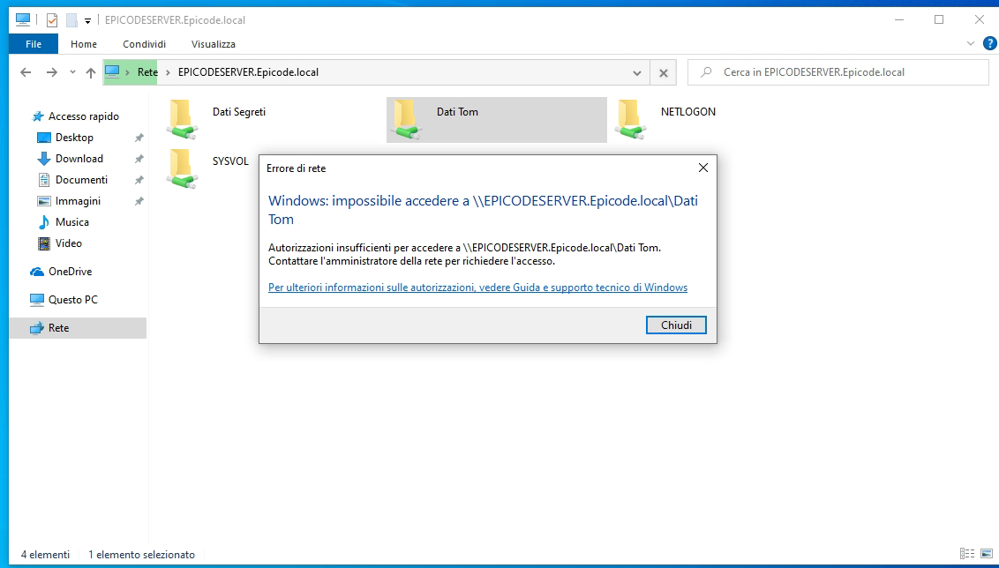 EPICODESERVER.Epicode.local
File Home Condividi Visualizza
Rete EPICODESERVER.Epicode.local
Cerca in EPICODESERVER.Epicode.local
Accesso rapido
Desktop
Download
Documenti
Immagini
Musica
Video
OneDrive
Questo PC
Rete
Dati Segreti
Dati Tom
NETLOGON
SYSVOL
Errore di rete
Windows: impossibile accedere a \\EPICODESERVER.Epicode.local\Dati
Tom
Autorizzazioni insufficienti per accedere a \\EPICODESERVER.Epicode.local\Dati Tom.
Contattare l'amministratore della rete per richiedere l'accesso.
Per ulteriori informazioni sulle autorizzazioni, vedere Guida e supporto tecnico di Windows
Chiudi
4 elementi 1 elemento selezionato